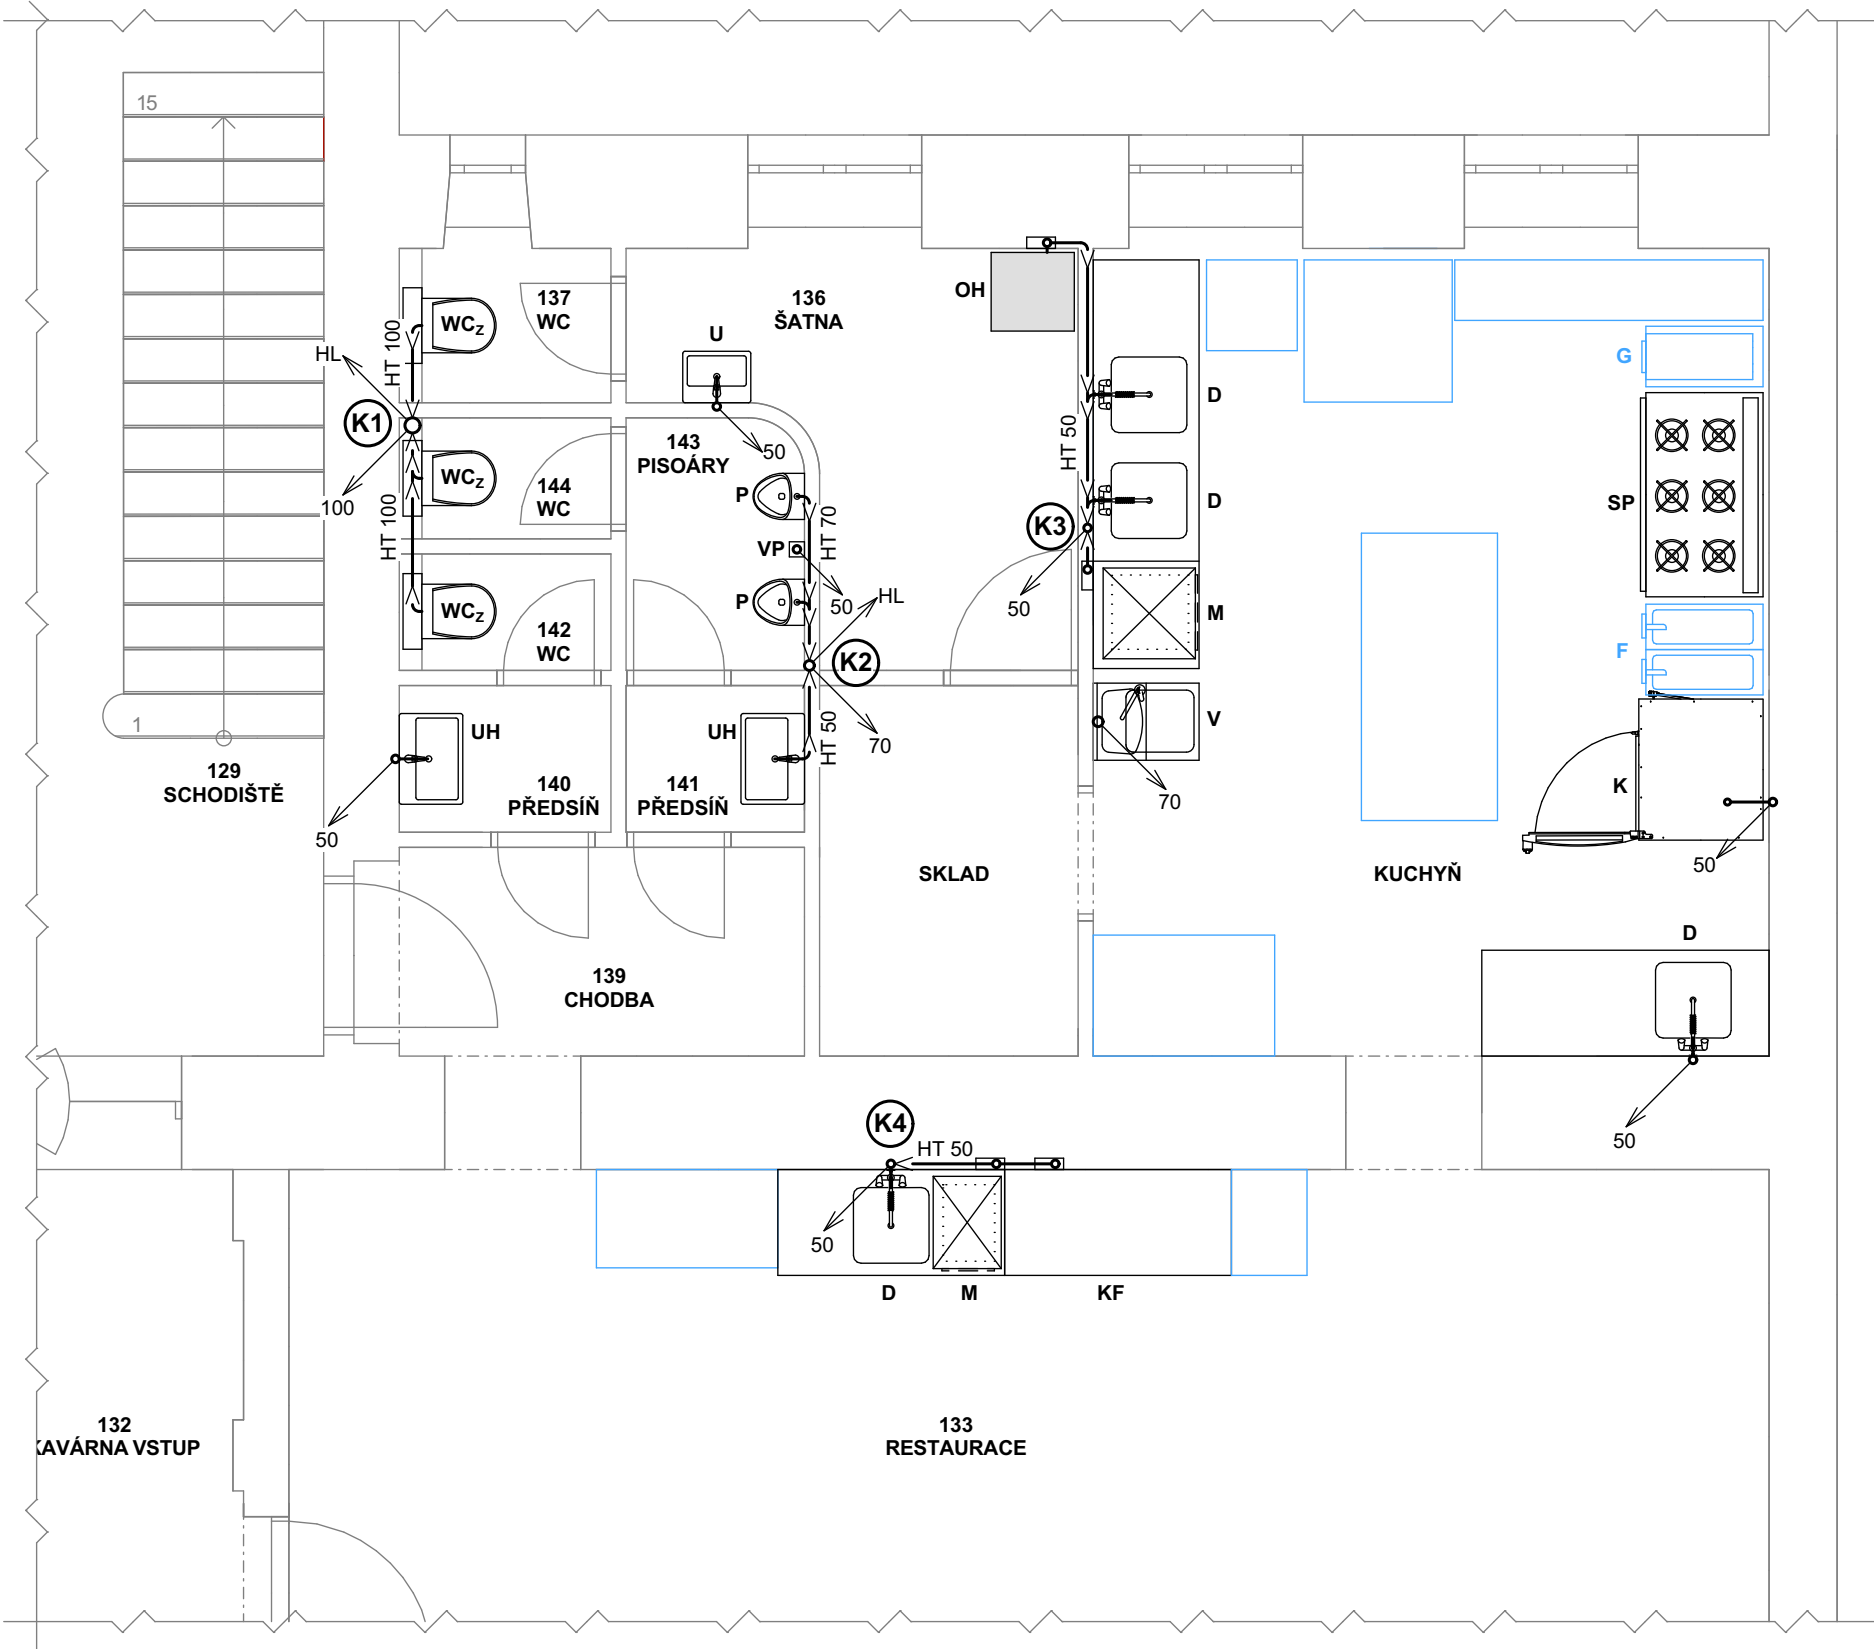 15
137
WC
136
ŠATNA
OH
WCZ
HT 100
HL
U
G
K1
D
143
PISOÁRY
50
HT 50
WCZ
144
WC
P
100
HT 100
HT 70
K3
D
SP
VP
50
HL
50
P
WCZ
142
WC
M
K2
F
1
UH
UH
HT 50
70
V
129
SCHODIŠTĚ
140
PŘEDSÍŇ
141
PŘEDSÍŇ
K
70
50
50
SKLAD
KUCHYŇ
D
139
CHODBA
K4
HT 50
50
50
D
M
KF
132
KAVÁRNA VSTUP
133
RESTAURACE